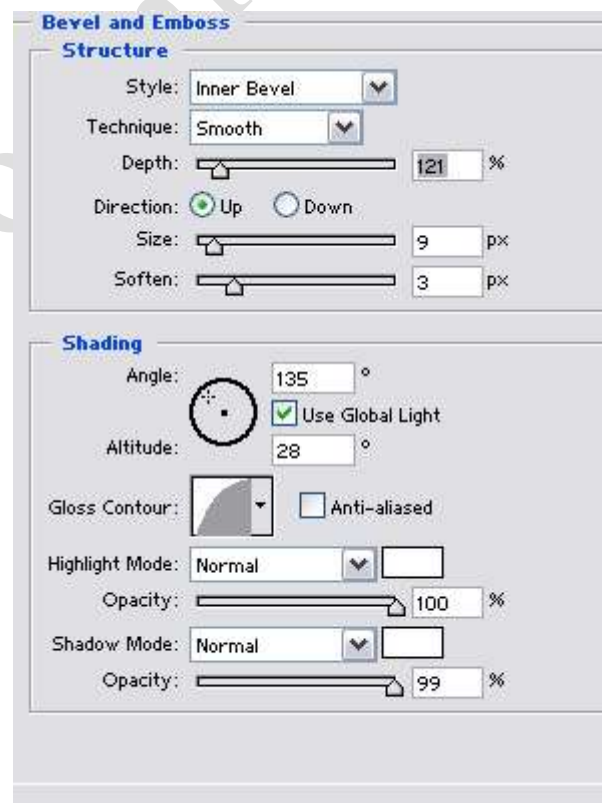 Bevel and Emboss
Structure
Style: Inner Bevel
Technique: Smooth
Depth: 121 %
Direction: Up Down
Size: 9 px
Soften: 3 px
Shading
Angle: 135 °
Use Global Light
Altitude: 28 °
Gloss Contour: Anti-aliased
Highlight Mode: Normal
Opacity: 100 %
Shadow Mode: Normal
Opacity: 99 %